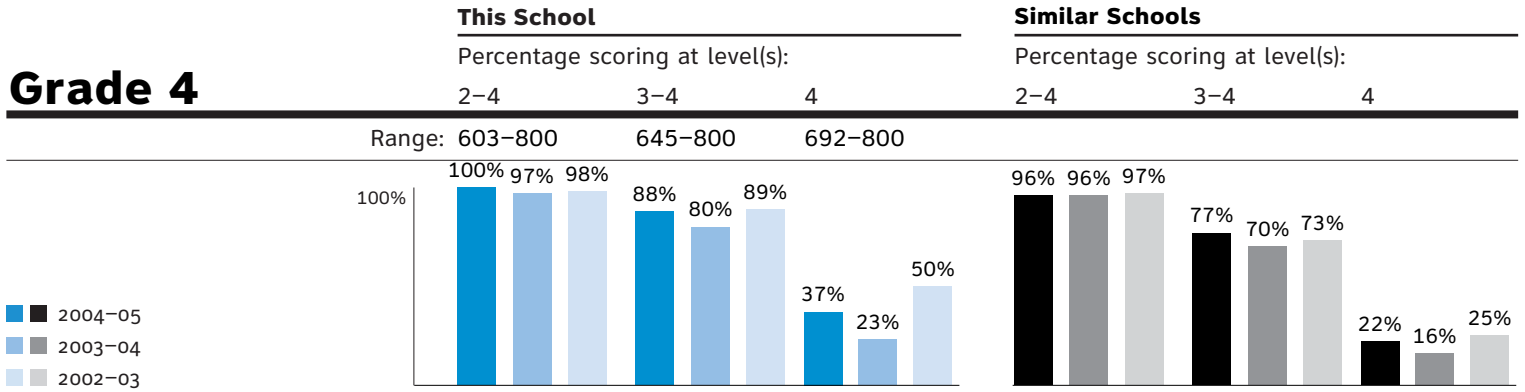 This School Similar Schools
Percentage scoring at level(s): Percentage scoring at level(s):
Grade 4 2–4 3–4 4 2–4 3–4 4
Range: 603–800 645–800 692–800
100% 97% 98% 88% 80% 89% 37% 23% 50% 96% 96% 97% 77% 70% 73% 22% 16% 25%
100%
2004–05
2003–04
2002–03